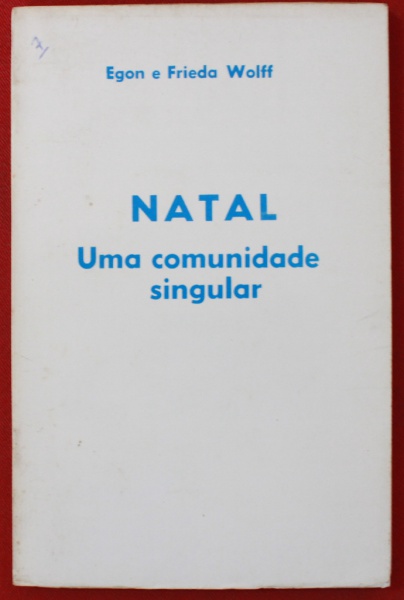 Egon e Frieda Wolff
NATAL
Uma comunidade
singular